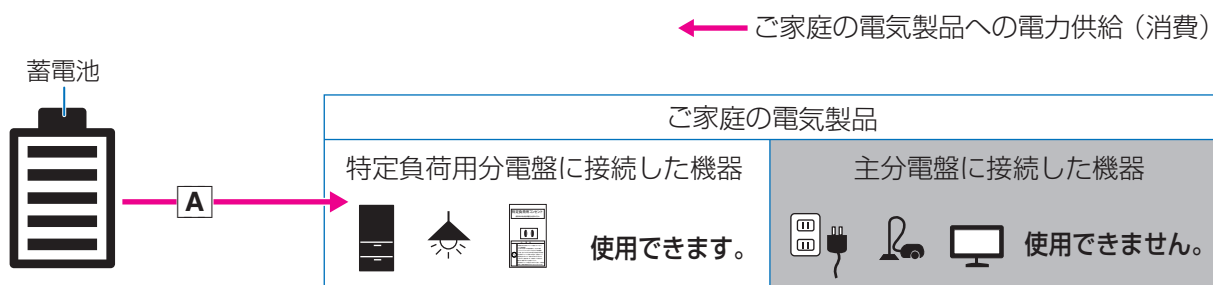 ご家庭の電気製品への電力供給（消費）
蓄電池
ご家庭の電気製品
特定負荷用分電盤に接続した機器
主分電盤に接続した機器
A
使用できます。
使用できません。